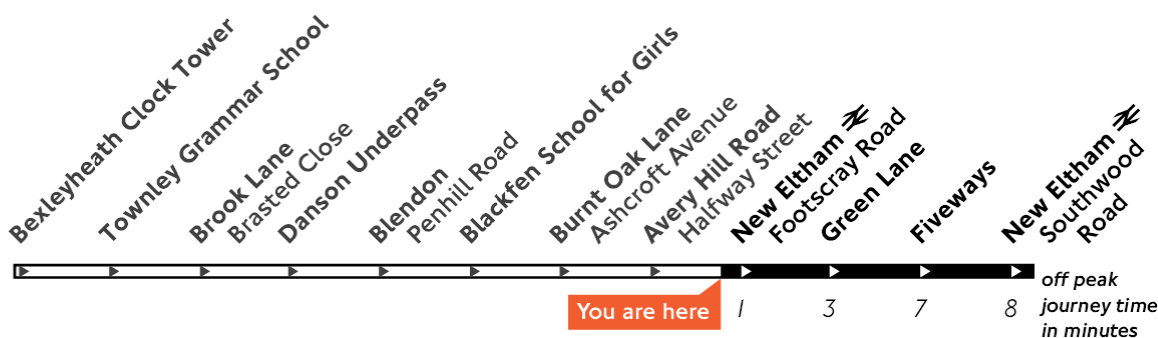 Bexleyheath Clock Tower
Townley Grammar School
Brook Lane
Brasted Close
Danson Underpass
Blendon
Penhill Road
Blackfen School for Girls
Burnt Oak Lane
Ashcroft Avenue
Avery Hill Road
Halfway Street
New Eltham
Footscray Road
Green Lane
Fiveways
New Eltham
Southwood
Road
You are here
1
3
7
8
off peak
journey time
in minutes